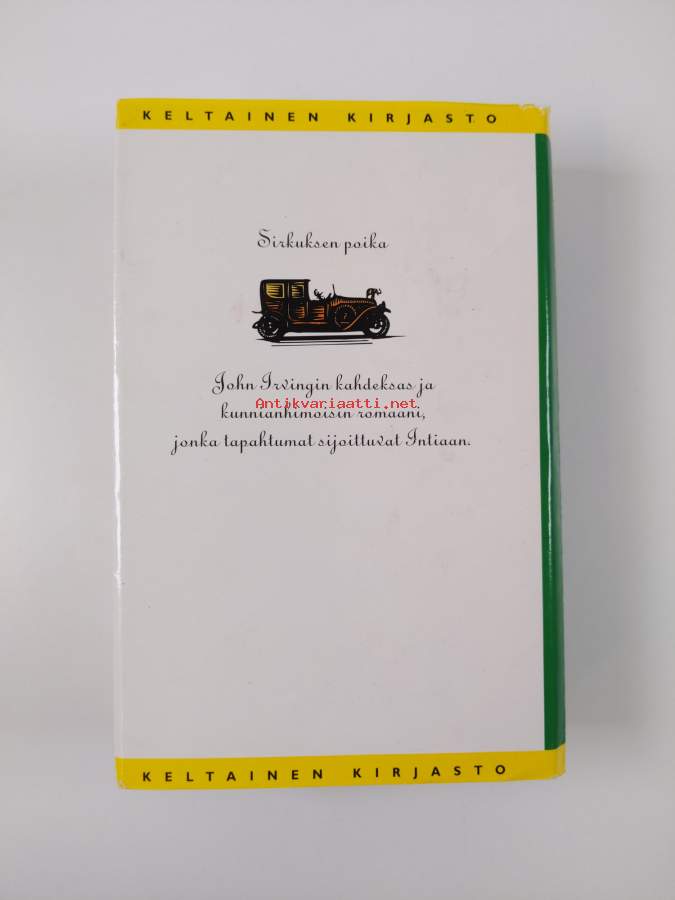 KELTAINEN KIRJASTO
Sirkuksen poika
John Irvingin kahdeksas ja
Antikvariaatti.net
kunnianhimoisin romaani,
jonka tapahtumat sijoittuvat Intiaan.
KELTAINEN KIRJASTO